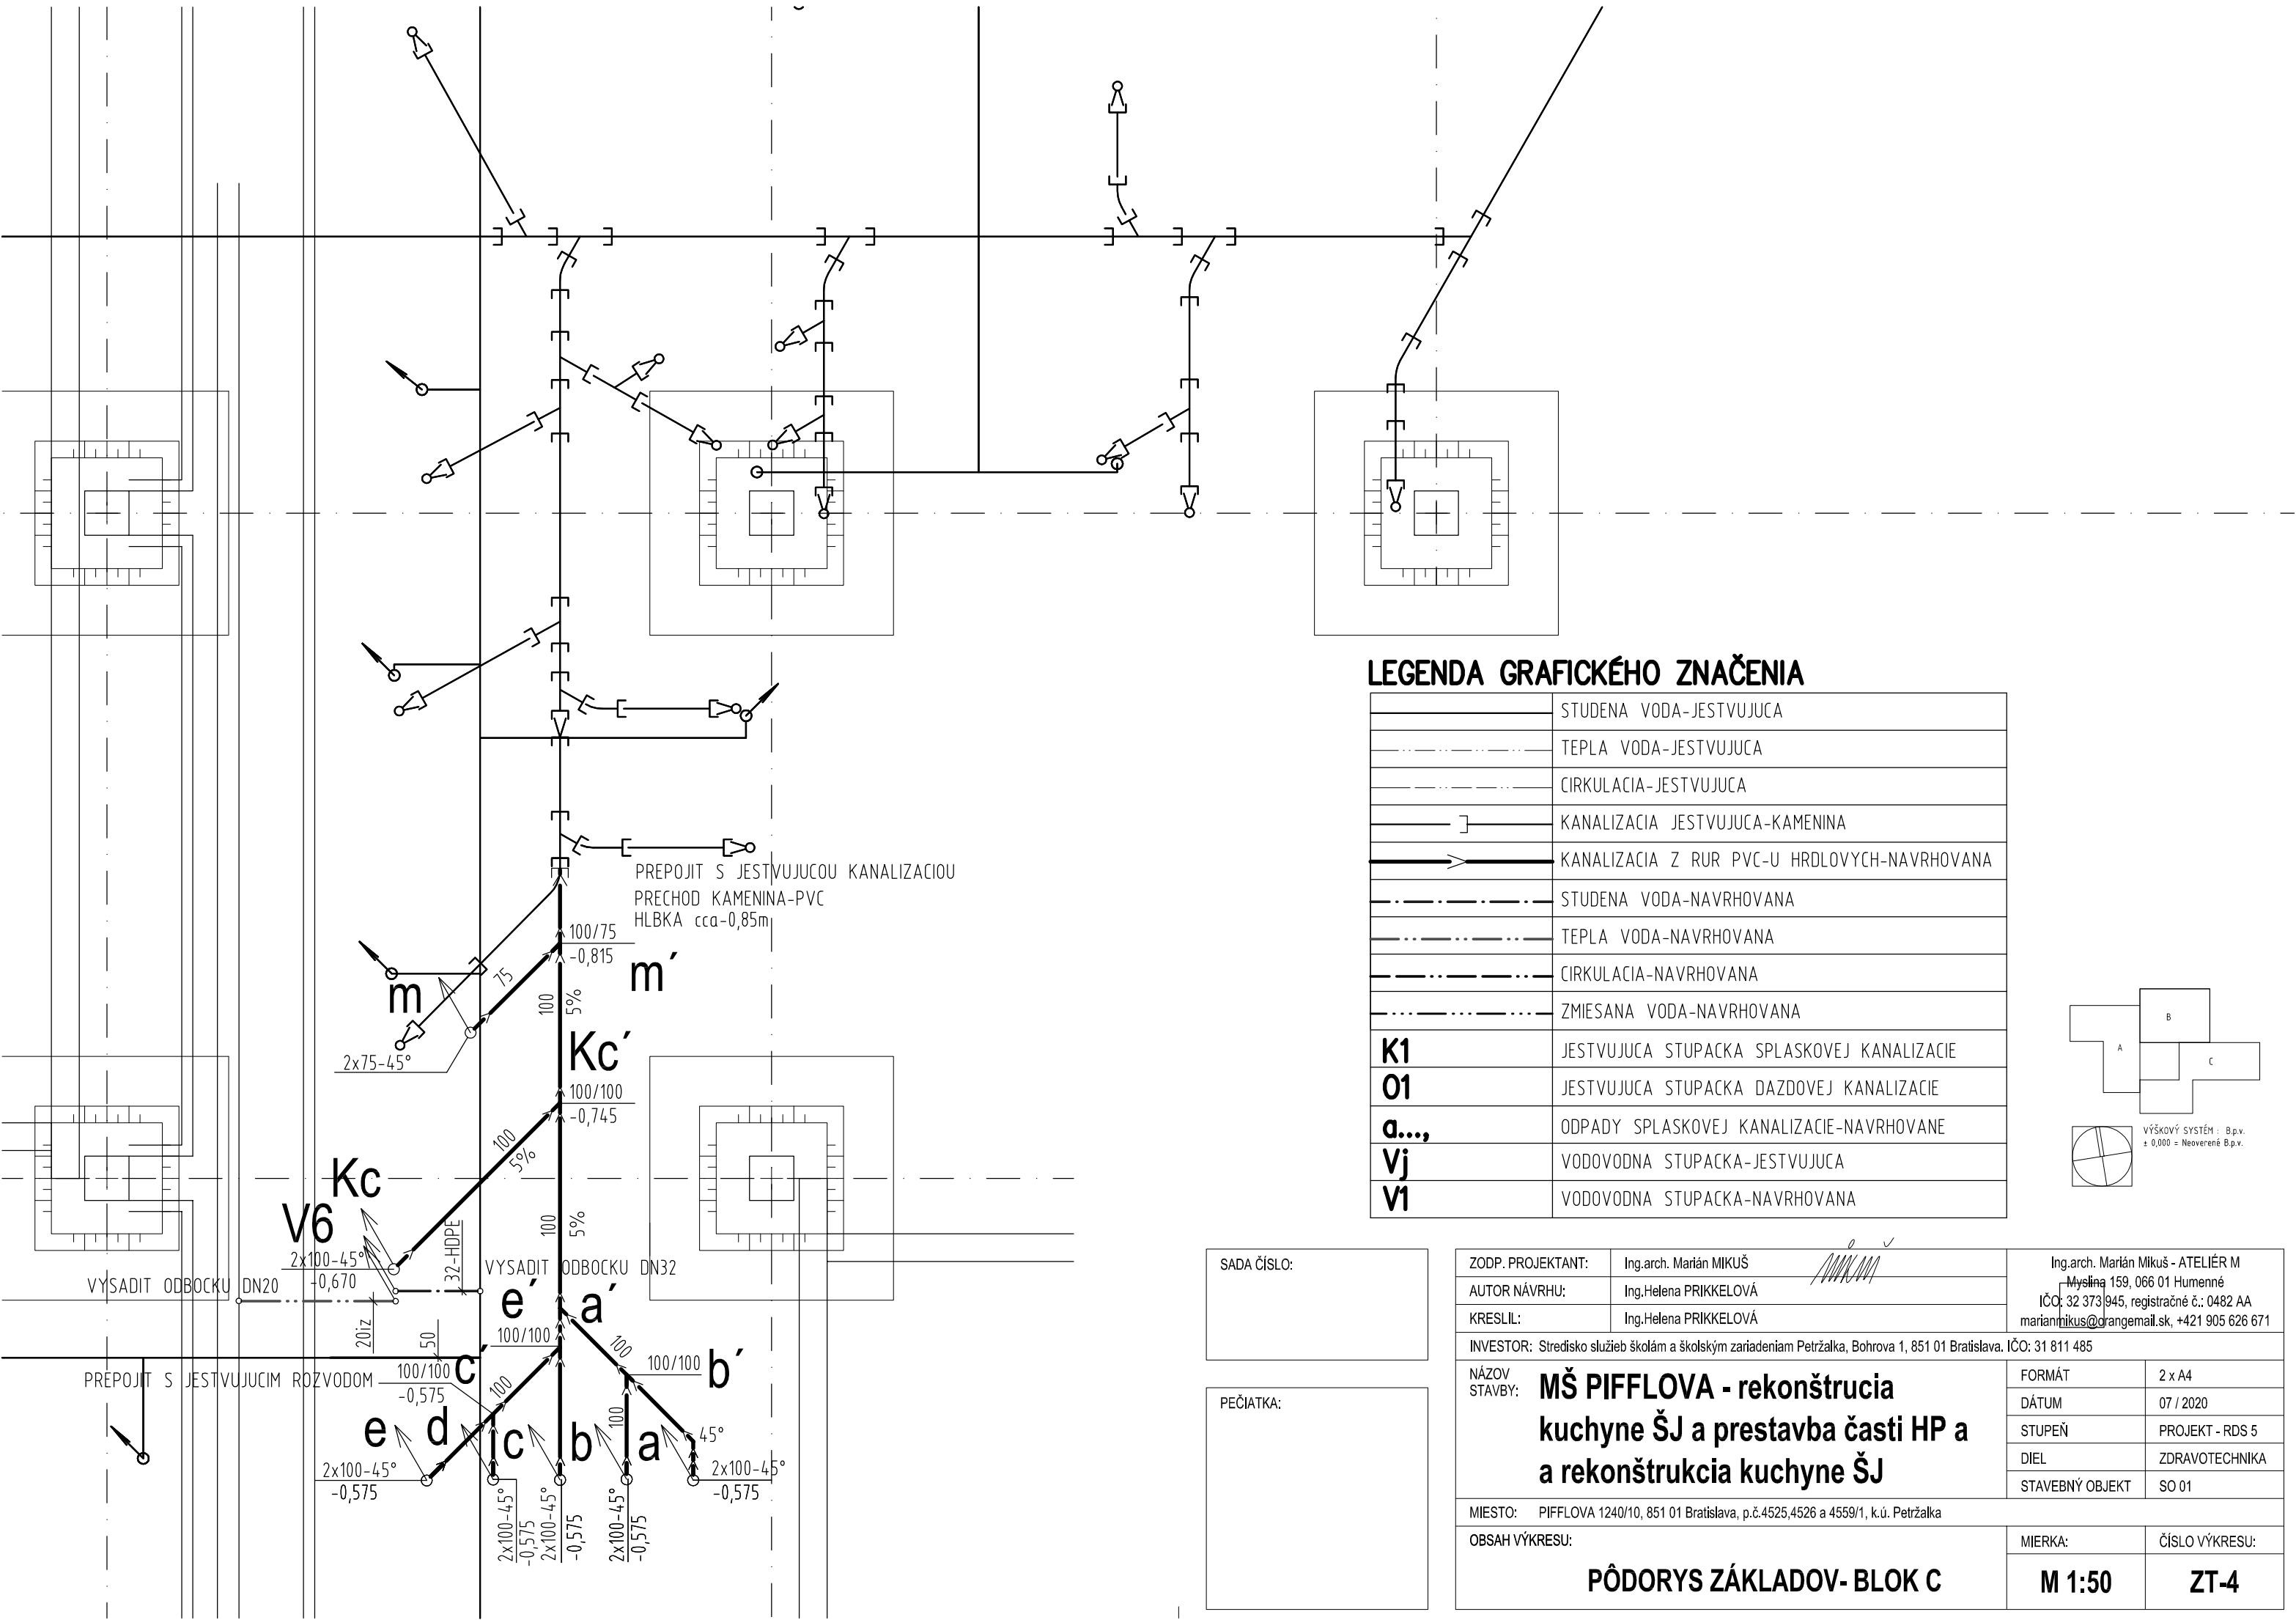 PREPOJIT S JESTVUJUCOU KANALIZACIOU
PRECHOD KAMENINA-PVC
HLBKA cca-0,85m
100/75
-0,815
m´
75
m
100
5%
2x75-45°
Kc´
100/100
-0,745
100
5%
Kc
V6
2x100-45°
-0,670
100
5%
32-HDPE
VYSADIT ODBOCKU DN20
VYSADIT ODBOCKU DN32
20iz
50
e´
a´
100/100
c´
100/100
-0,575
PREPOJIT S JESTVUJUCIM ROZVODOM
100
100
100/100
b´
100
45°
e
d
c
b
a
2x100-45°
-0,575
2x100-45°
-0,575
2x100-45°
-0,575
2x100-45°
-0,575
2x100-45°
-0,575
LEGENDA GRAFICKÉHO ZNAČENIA
STUDENA VODA-JESTVUJUCA
TEPLA VODA-JESTVUJUCA
CIRKULACIA-JESTVUJUCA
KANALIZACIA JESTVUJUCA-KAMENINA
KANALIZACIA Z RUR PVC-U HRDLOVYCH-NAVRHOVANA
STUDENA VODA-NAVRHOVANA
TEPLA VODA-NAVRHOVANA
CIRKULACIA-NAVRHOVANA
ZMIESANA VODA-NAVRHOVANA
K1 JESTVUJUCA STUPACKA SPLASKOVEJ KANALIZACIE
O1 JESTVUJUCA STUPACKA DAZDOVEJ KANALIZACIE
a..., ODPADY SPLASKOVEJ KANALIZACIE-NAVRHOVANE
Vj VODOVODNA STUPACKA-JESTVUJUCA
V1 VODOVODNA STUPACKA-NAVRHOVANA
B
A
C
VÝŠKOVÝ SYSTÉM : B.p.v.
± 0,000 = Neoverené B.p.v.
SADA ČÍSLO:
PEČIATKA:
ZODP. PROJEKTANT: Ing.arch. Marián MIKUŠ
AUTOR NÁVRHU: Ing.Helena PRIKKELOVÁ
KRESLIL: Ing.Helena PRIKKELOVÁ
Ing.arch. Marián Mikuš - ATELIÉR M
Myslina 159, 066 01 Humenné
IČO: 32 373 945, registračné č.: 0482 AA
marianmikus@orangemail.sk, +421 905 626 671
INVESTOR: Stredisko služieb školám a školským zariadeniam Petržalka, Bohrova 1, 851 01 Bratislava. IČO: 31 811 485
NÁZOV
STAVBY:
MŠ PIFFLOVA - rekonštrucia
kuchyne ŠJ a prestavba časti HP a
a rekonštrukcia kuchyne ŠJ
FORMÁT 2 x A4
DÁTUM 07 / 2020
STUPEŇ PROJEKT - RDS 5
DIEL ZDRAVOTECHNIKA
STAVEBNÝ OBJEKT SO 01
MIESTO: PIFFLOVA 1240/10, 851 01 Bratislava, p.č.4525,4526 a 4559/1, k.ú. Petržalka
OBSAH VÝKRESU:
PÔDORYS ZÁKLADOV- BLOK C
MIERKA:
M 1:50
ČÍSLO VÝKRESU:
ZT-4